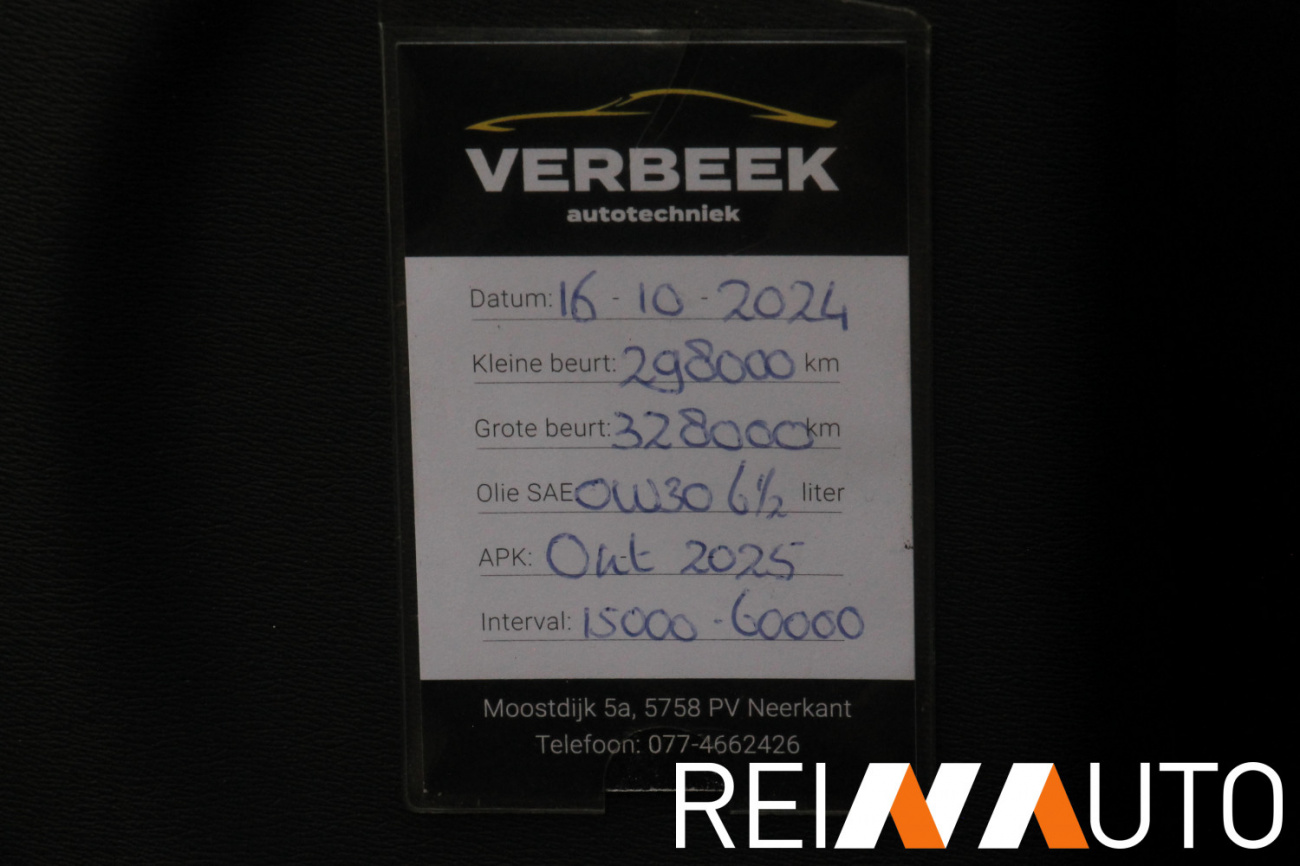 VERBEEK
autotechniek
Datum: 16 - 10 - 2024
Kleine beurt: 298000 km
Grote beurt: 328000 km
Olie SAE 0W30 6½ liter
APK: Okt 2025
Interval: 15000 - 60000
Moostdijk 5a, 5758 PV Neerkant
Telefoon: 077-4662426
REINAUTO